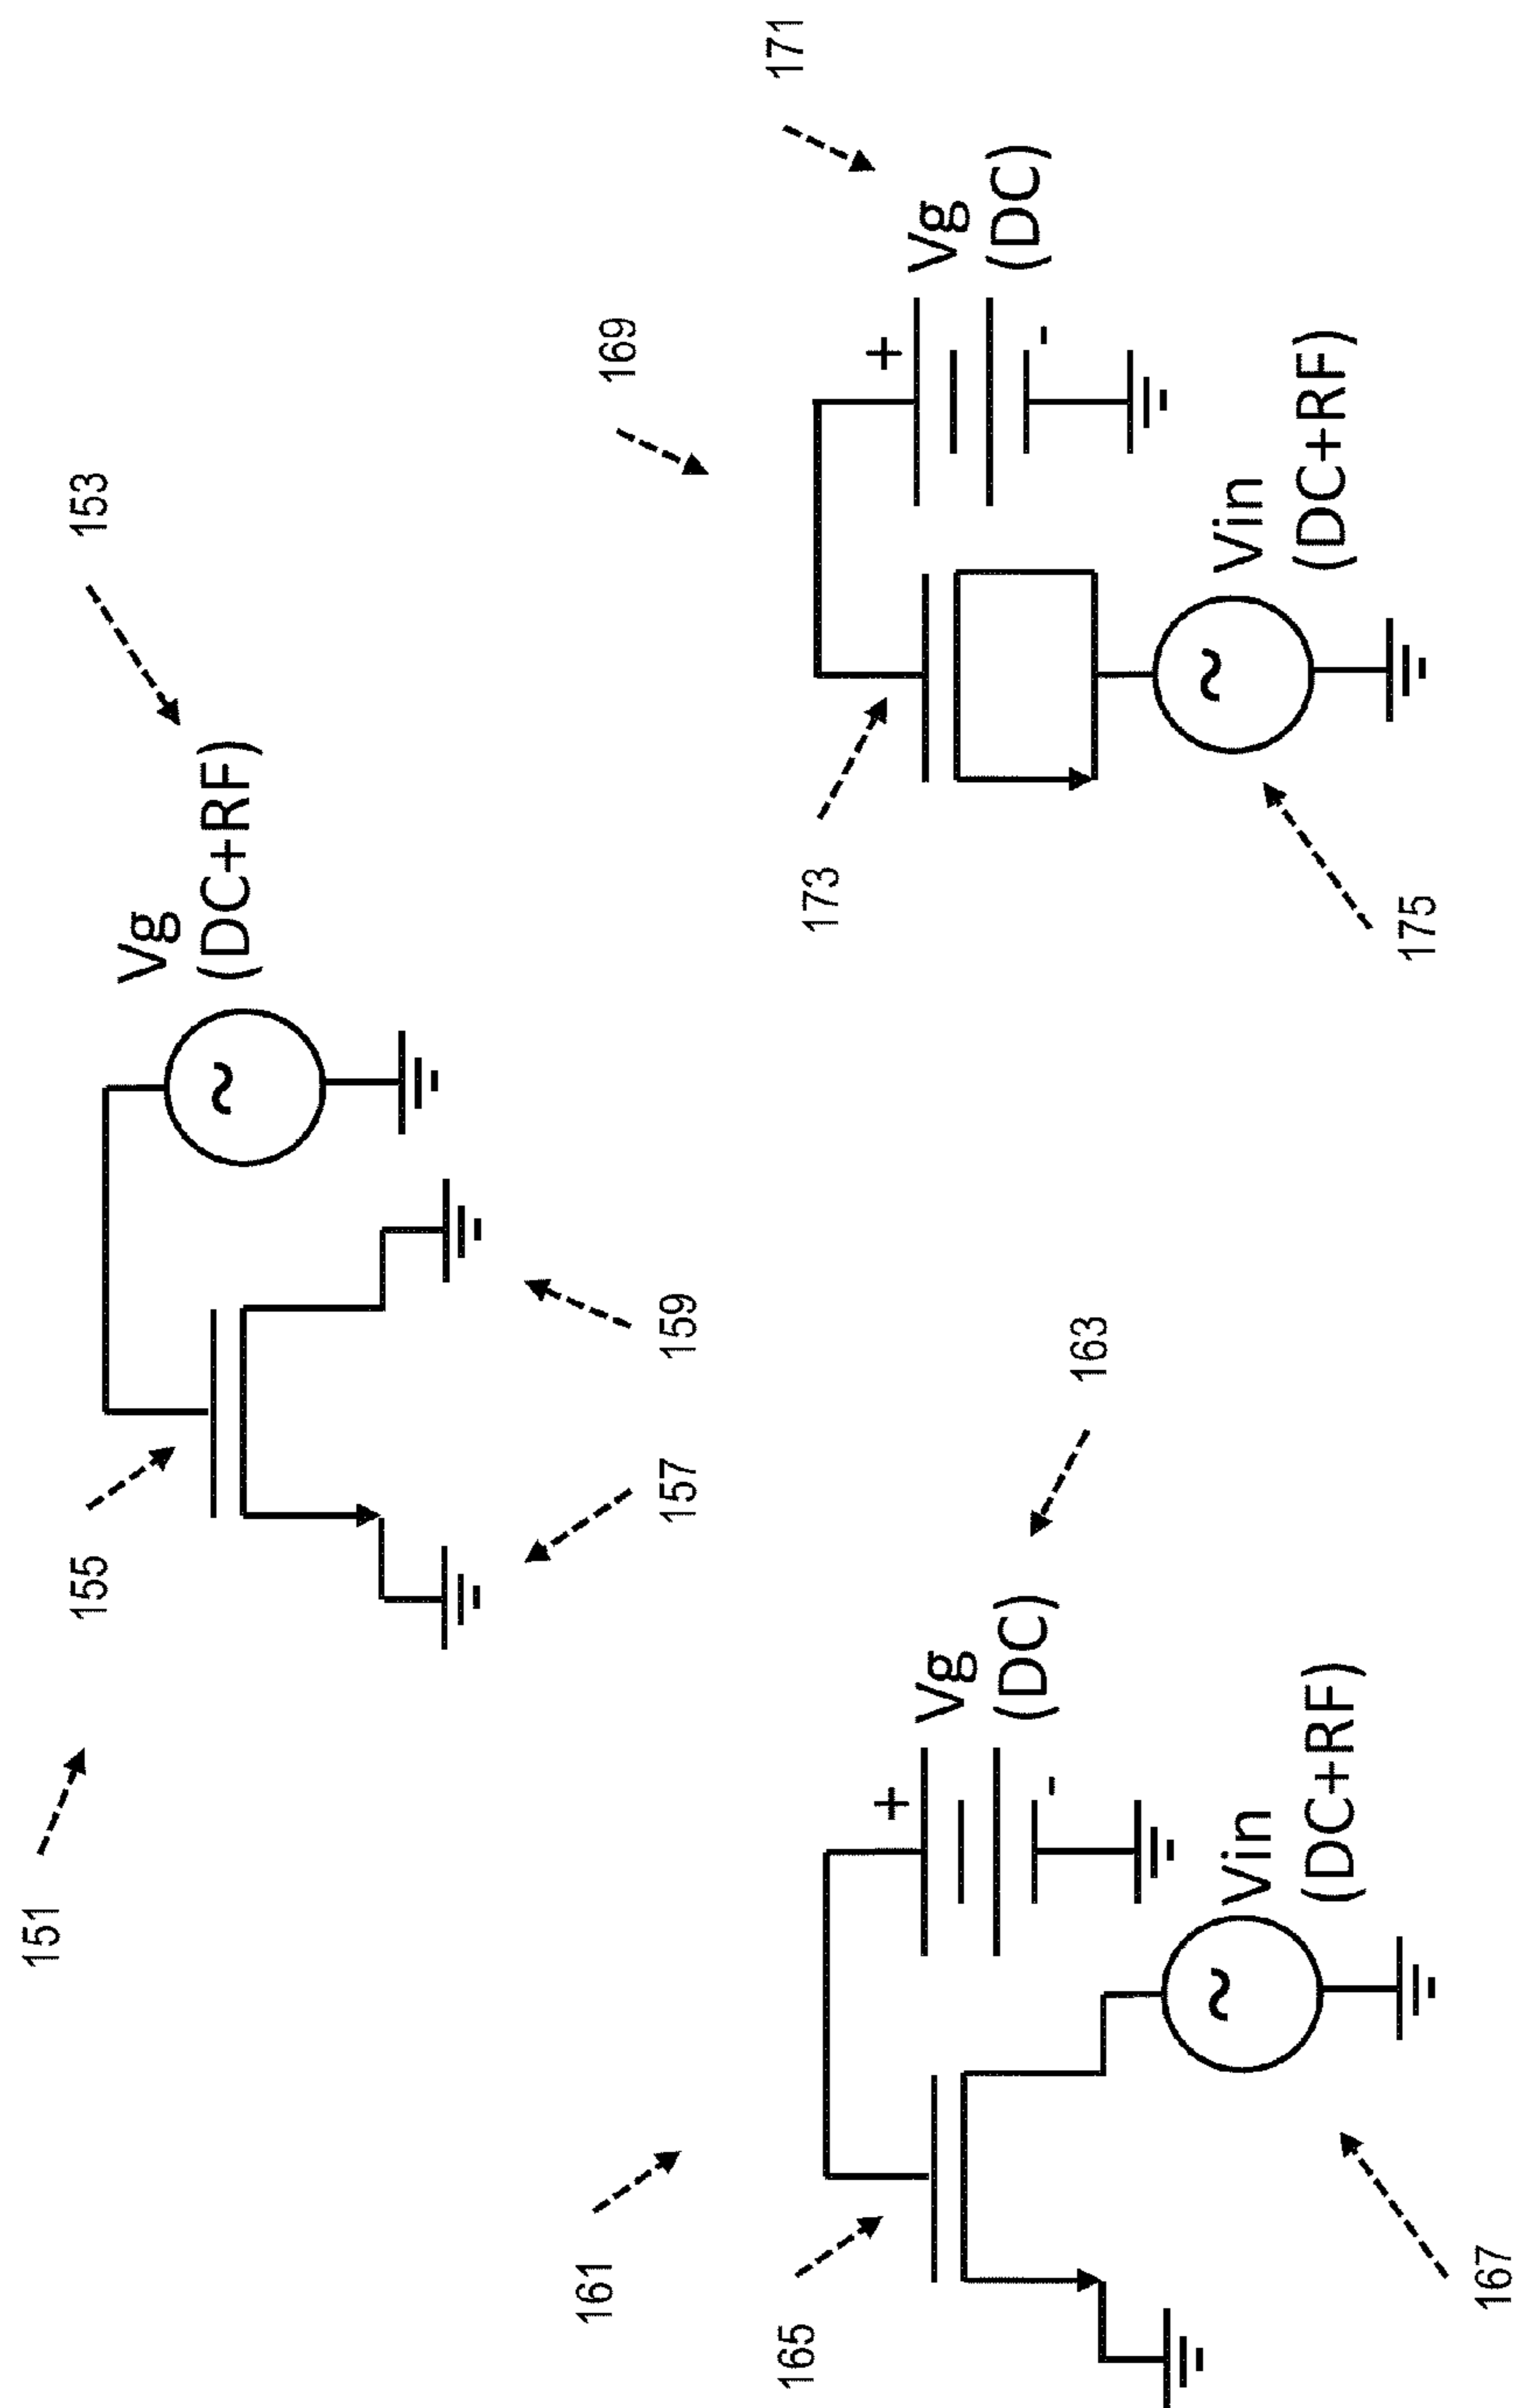 151
153
Vg
(DC+RF)
155
157
159
161
163
+
Vg
(DC)
-
165
Vin
(DC+RF)
~
167
169
171
+
Vg
(DC)
-
173
Vin
(DC+RF)
~
175
~